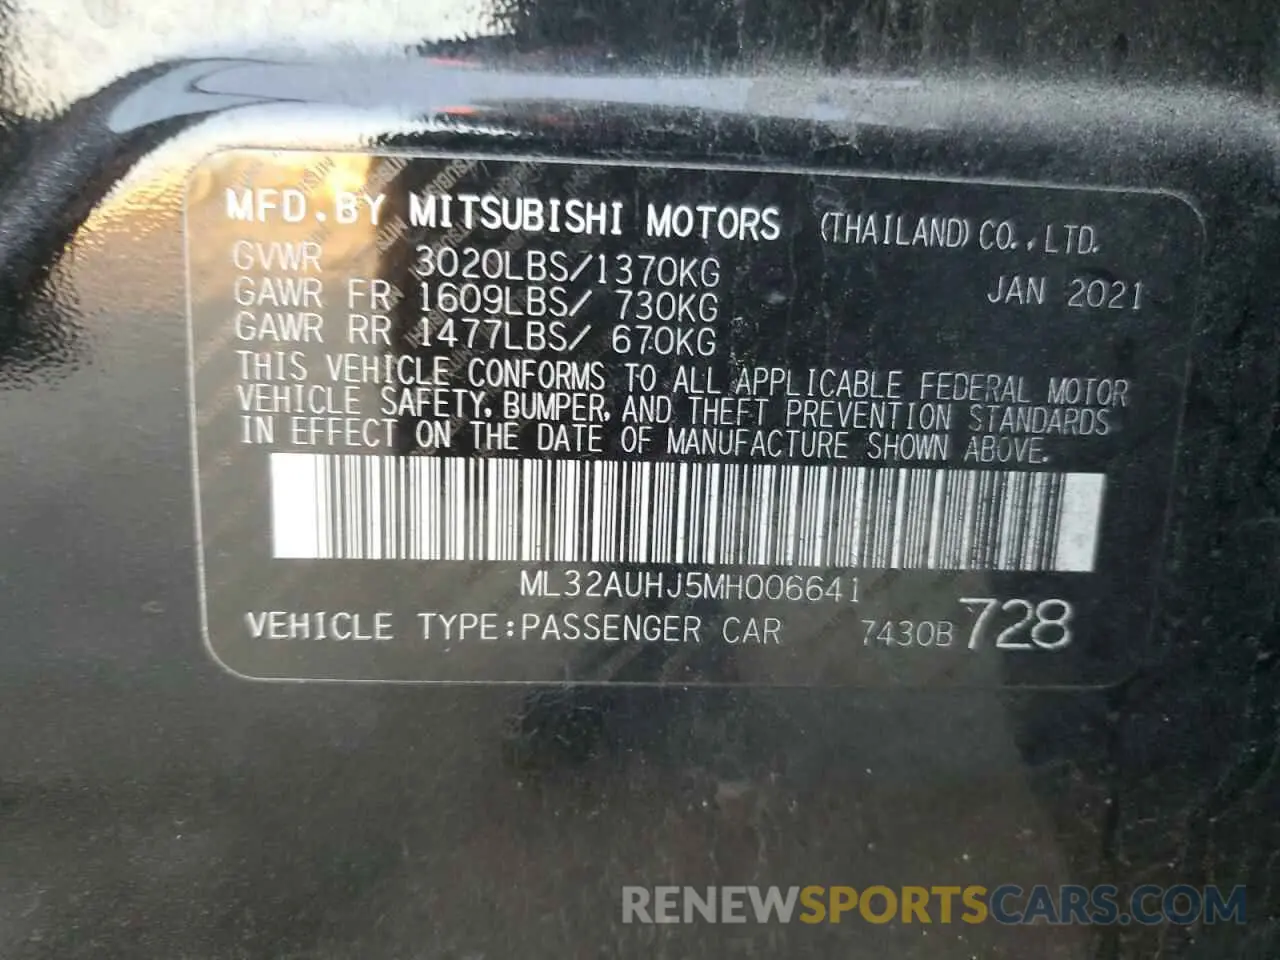 MFD.BY MITSUBISHI MOTORS (THAILAND) CO.,LTD.
GVWR 3020LBS/1370KG JAN 2021
GAWR FR 1609LBS/ 730KG
GAWR RR 1477LBS/ 670KG
THIS VEHICLE CONFORMS TO ALL APPLICABLE FEDERAL MOTOR
VEHICLE SAFETY, BUMPER, AND THEFT PREVENTION STANDARDS
IN EFFECT ON THE DATE OF MANUFACTURE SHOWN ABOVE.
ML32AUHJ5MH006641
VEHICLE TYPE:PASSENGER CAR 7430B 728
RENEWSPORTSCARS.COM